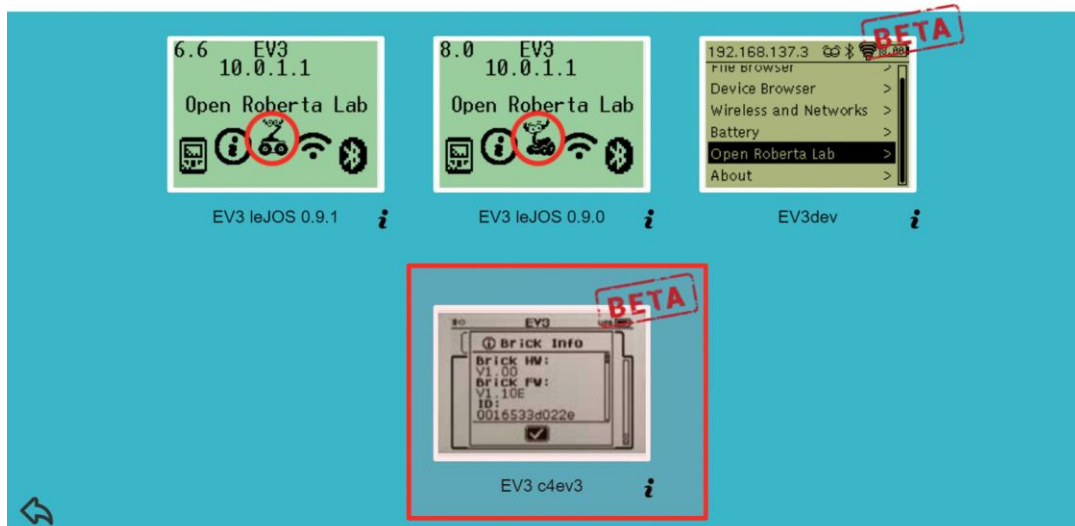 6.6 EV3
10.0.1.1
Open Roberta Lab
EV3 leJOS 0.9.1
8.0 EV3
10.0.1.1
Open Roberta Lab
EV3 leJOS 0.9.0
BETA
192.168.137.3
File Browser >
Device Browser >
Wireless and Networks >
Battery >
Open Roberta Lab >
About >
EV3dev
BETA
EV3
Brick Info
Brick HW:
V1.00
Brick FW:
V1.10E
ID:
0016533d022e
EV3 c4ev3